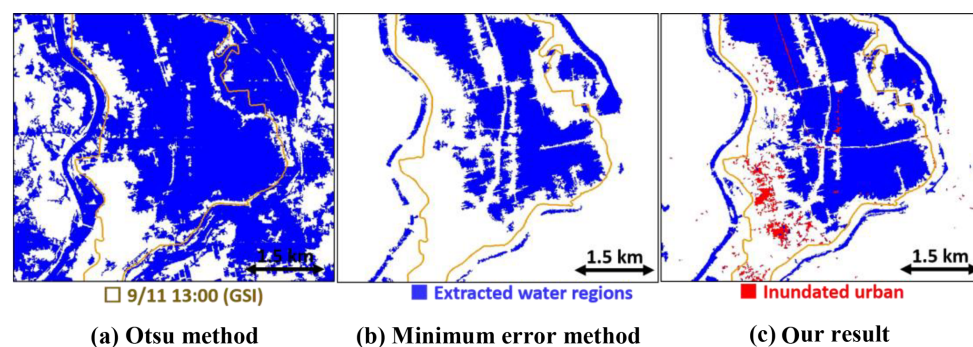 1.5 km
1.5 km
1.5 km
9/11 13:00 (GSI)
Extracted water regions
Inundated urban
(a) Otsu method
(b) Minimum error method
(c) Our result